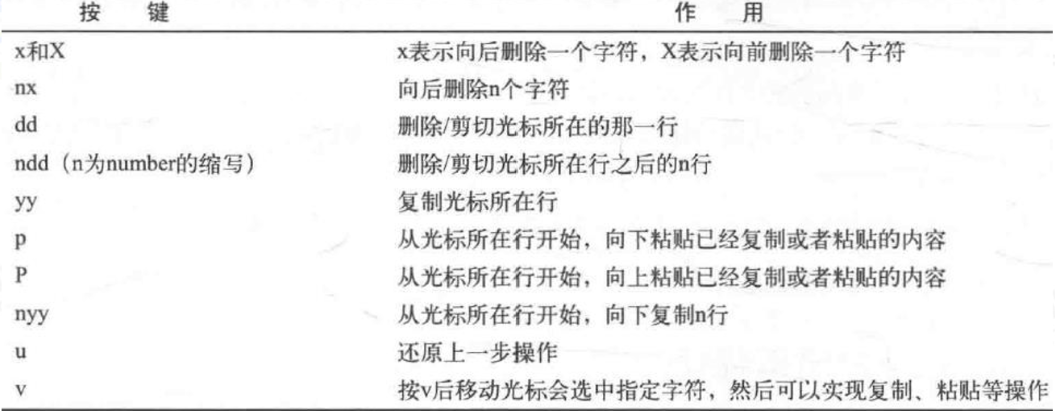 按 键 作 用
x和X x表示向后删除一个字符，X表示向前删除一个字符
nx 向后删除n个字符
dd 删除/剪切光标所在的那一行
ndd（n为number的缩写） 删除/剪切光标所在行之后的n行
yy 复制光标所在行
p 从光标所在行开始，向下粘贴已经复制或者粘贴的内容
P 从光标所在行开始，向上粘贴已经复制或者粘贴的内容
nyy 从光标所在行开始，向下复制n行
u 还原上一步操作
v 按v后移动光标会选中指定字符，然后可以实现复制、粘贴等操作